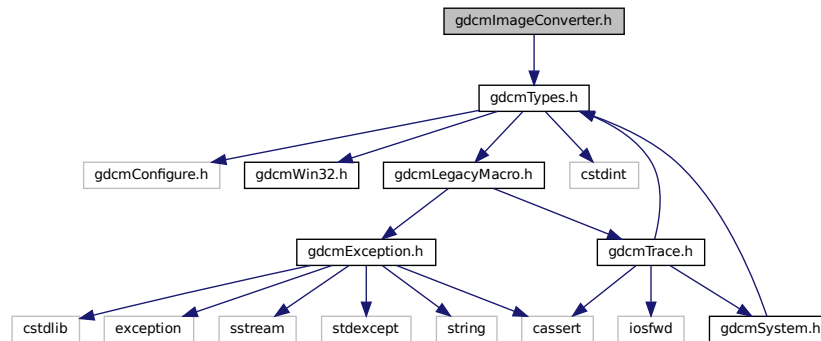 gdcmImageConverter.h
gdcmTypes.h
gdcmConfigure.h
gdcmWin32.h
gdcmLegacyMacro.h
cstdint
gdcmException.h
gdcmTrace.h
cstdlib
exception
sstream
stdexcept
string
cassert
iosfwd
gdcmSystem.h